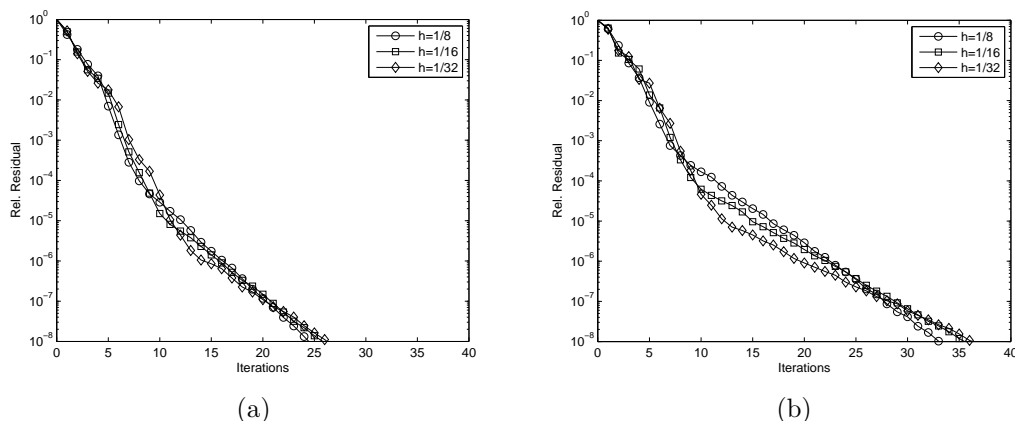 h=1/8
h=1/16
h=1/32
10^0
10^-1
10^-2
10^-3
10^-4
10^-5
10^-6
10^-7
10^-8
Rel. Residual
0 5 10 15 20 25 30 35 40
Iterations
(a)
h=1/8
h=1/16
h=1/32
10^0
10^-1
10^-2
10^-3
10^-4
10^-5
10^-6
10^-7
10^-8
Rel. Residual
0 5 10 15 20 25 30 35 40
Iterations
(b)